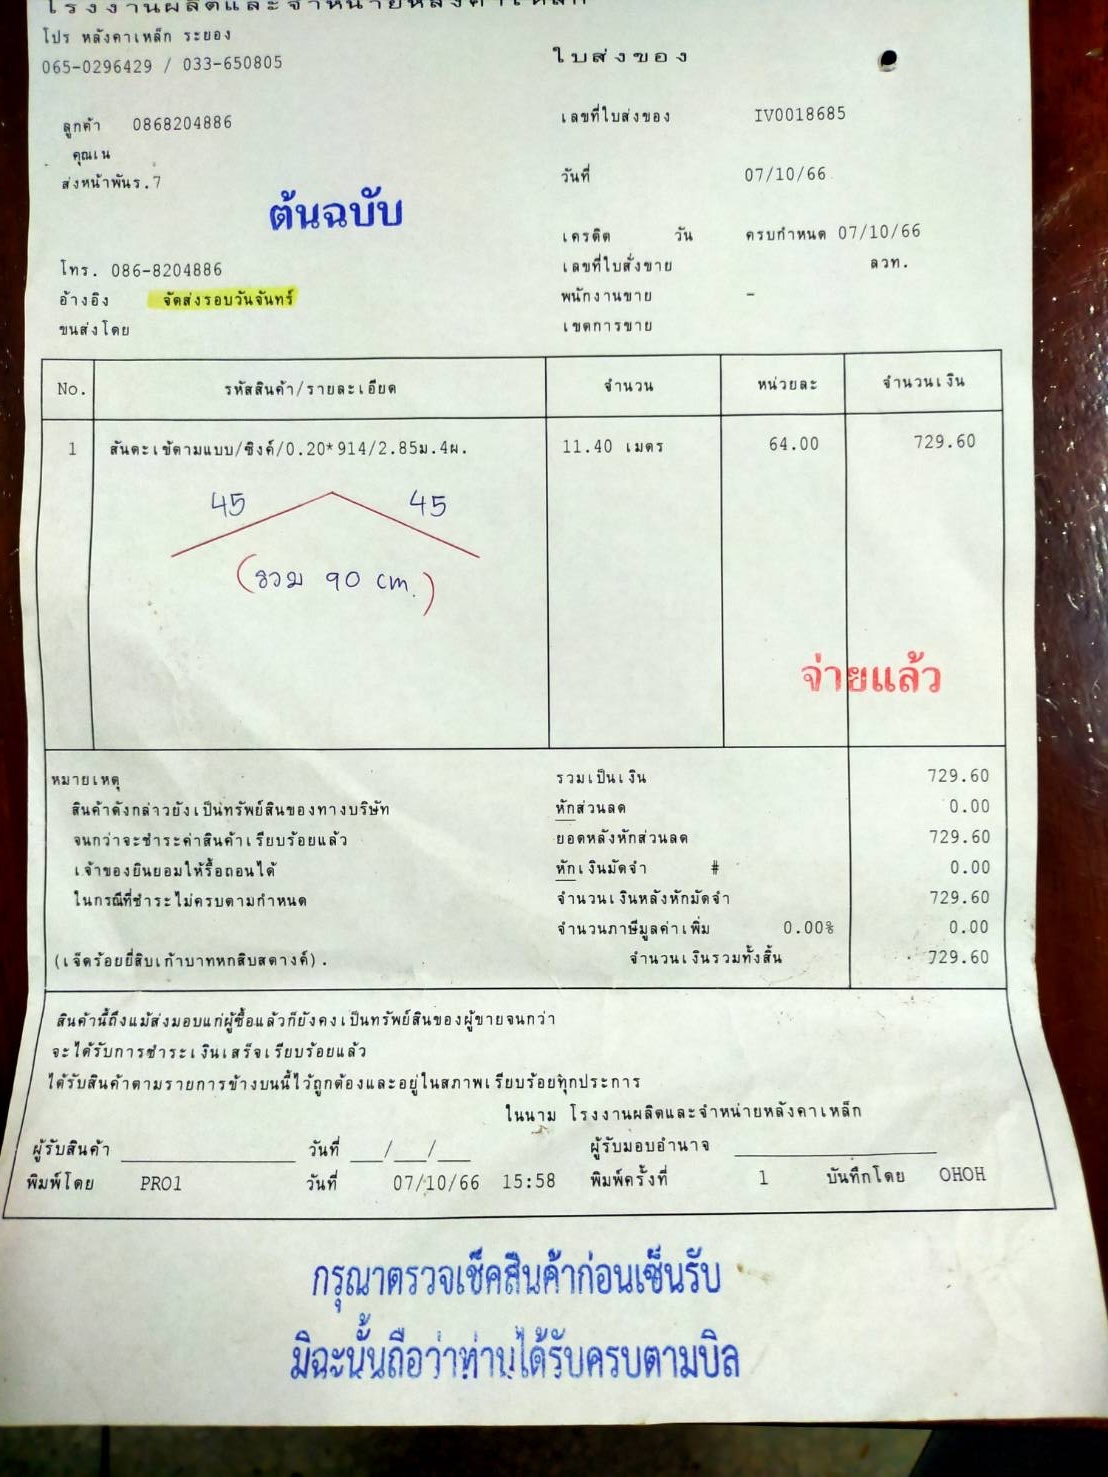 โรงงานผลิตและจำหน่ายหลังคาเหล็ก
โปร หลังคาเหล็ก ระยอง
065-0296429 / 033-650805
ใบส่งของ
ลูกค้า 0868204886
เลขที่ใบส่งของ IV0018685
คุณเน
ส่งหน้าพันร.7
วันที่ 07/10/66
ต้นฉบับ
เครดิต วัน ครบกำหนด 07/10/66
โทร. 086-8204886
เลขที่ใบสั่งขาย ลวท.
อ้างอิง จัดส่งรอบวันจันทร์
พนักงานขาย -
ขนส่งโดย
เขตการขาย
No. รหัสสินค้า/รายละเอียด จำนวน หน่วยละ จำนวนเงิน
1 สันตะเข้ตามแบบ/ซิงค์/0.20*914/2.85ม.4ผ. 11.40 เมตร 64.00 729.60
45 45
(รวม 90 cm.)
จ่ายแล้ว
หมายเหตุ รวมเป็นเงิน 729.60
สินค้าดังกล่าวยังเป็นทรัพย์สินของทางบริษัท หักส่วนลด 0.00
จนกว่าจะชำระค่าสินค้าเรียบร้อยแล้ว ยอดหลังหักส่วนลด 729.60
เจ้าของยินยอมให้รื้อถอนได้ หักเงินมัดจำ # 0.00
ในกรณีที่ชำระไม่ครบตามกำหนด จำนวนเงินหลังหักมัดจำ 729.60
จำนวนภาษีมูลค่าเพิ่ม 0.00% 0.00
(เจ็ดร้อยยี่สิบเก้าบาทหกสิบสตางค์). จำนวนเงินรวมทั้งสิ้น 729.60
สินค้านี้ถึงแม้ส่งมอบแก่ผู้ซื้อแล้วก็ยังคงเป็นทรัพย์สินของผู้ขายจนกว่า
จะได้รับการชำระเงินเสร็จเรียบร้อยแล้ว
ได้รับสินค้าตามรายการข้างบนนี้ไว้ถูกต้องและอยู่ในสภาพเรียบร้อยทุกประการ
ในนาม โรงงานผลิตและจำหน่ายหลังคาเหล็ก
ผู้รับสินค้า วันที่ __/__/__ ผู้รับมอบอำนาจ
พิมพ์โดย PRO1 วันที่ 07/10/66 15:58 พิมพ์ครั้งที่ 1 บันทึกโดย OHOH
กรุณาตรวจเช็คสินค้าก่อนเซ็นรับ
มิฉะนั้นถือว่าท่านได้รับครบตามบิล